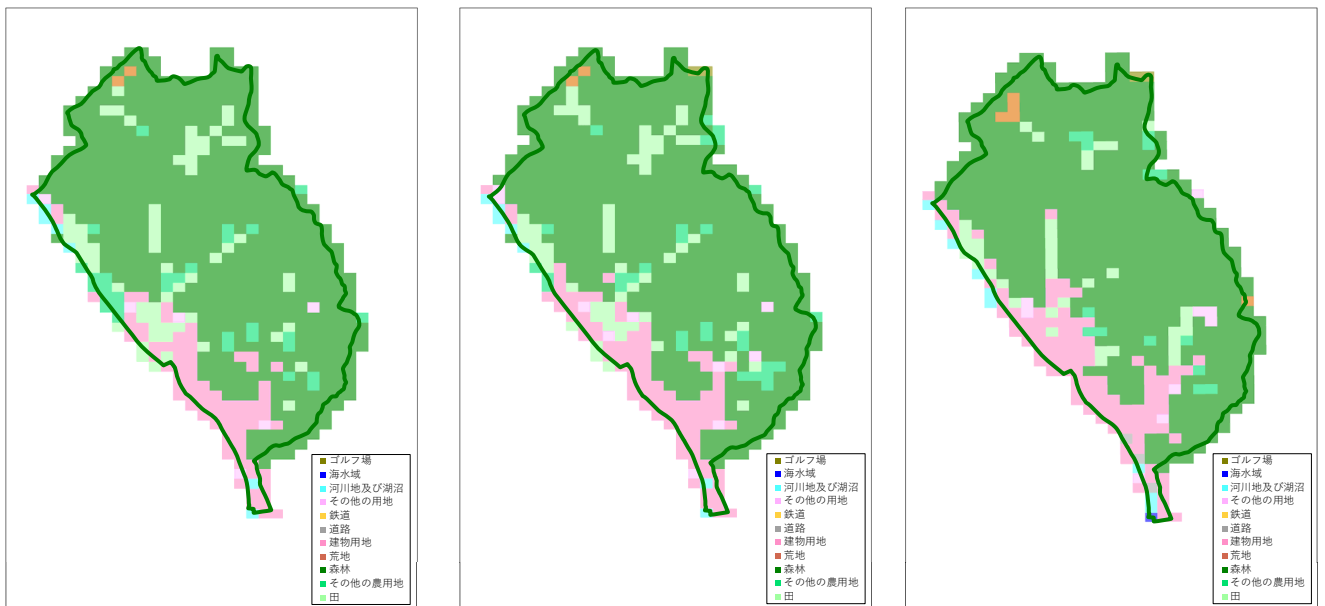 ゴルフ場
海水域
河川地及び湖沼
その他の用地
鉄道
道路
建物用地
荒地
森林
その他の農用地
田
ゴルフ場
海水域
河川地及び湖沼
その他の用地
鉄道
道路
建物用地
荒地
森林
その他の農用地
田
ゴルフ場
海水域
河川地及び湖沼
その他の用地
鉄道
道路
建物用地
荒地
森林
その他の農用地
田